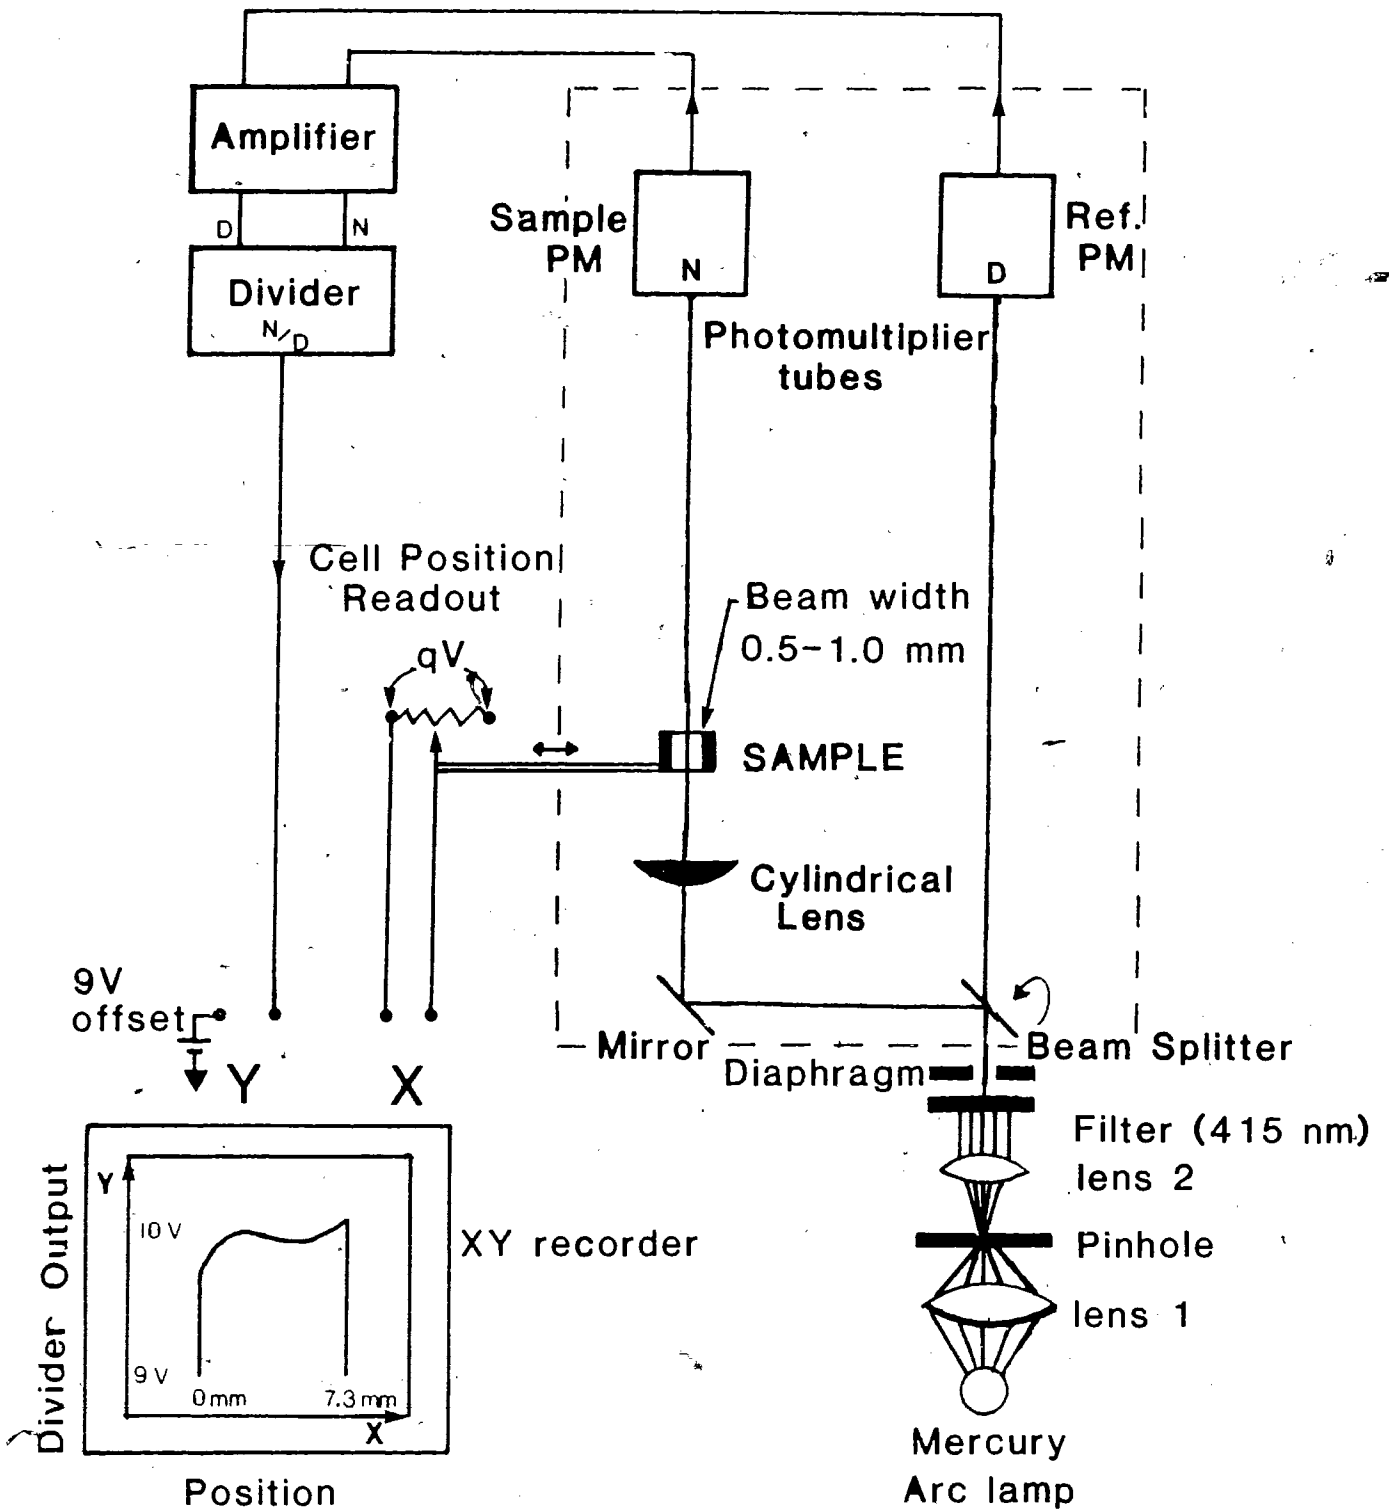 Amplifier
D
N
Divider
N/D
Sample
PM
N
Ref.
PM
D
Photomultiplier
tubes
Cell Position
Readout
qV
Beam width
0.5-1.0 mm
SAMPLE
Cylindrical
Lens
9V
offset
Mirror
Beam Splitter
Diaphragm
Y
X
Filter (415 nm)
lens 2
Pinhole
lens 1
Mercury
Arc lamp
XY recorder
Divider Output
Y
10 V
9 V
0 mm
7.3 mm
X
Position